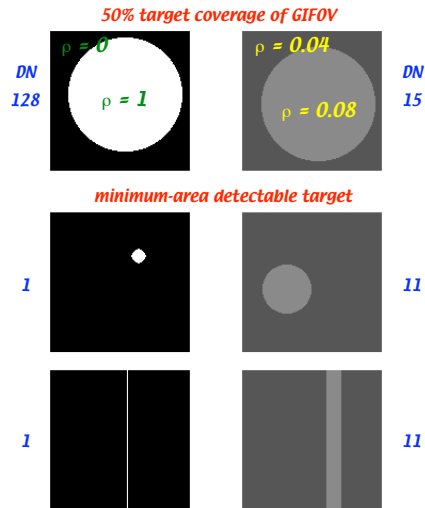 50% target coverage of GIFOV
ρ = 0
ρ = 0.04
DN
DN
128
ρ = 1
ρ = 0.08
15
minimum-area detectable target
1
11
1
11